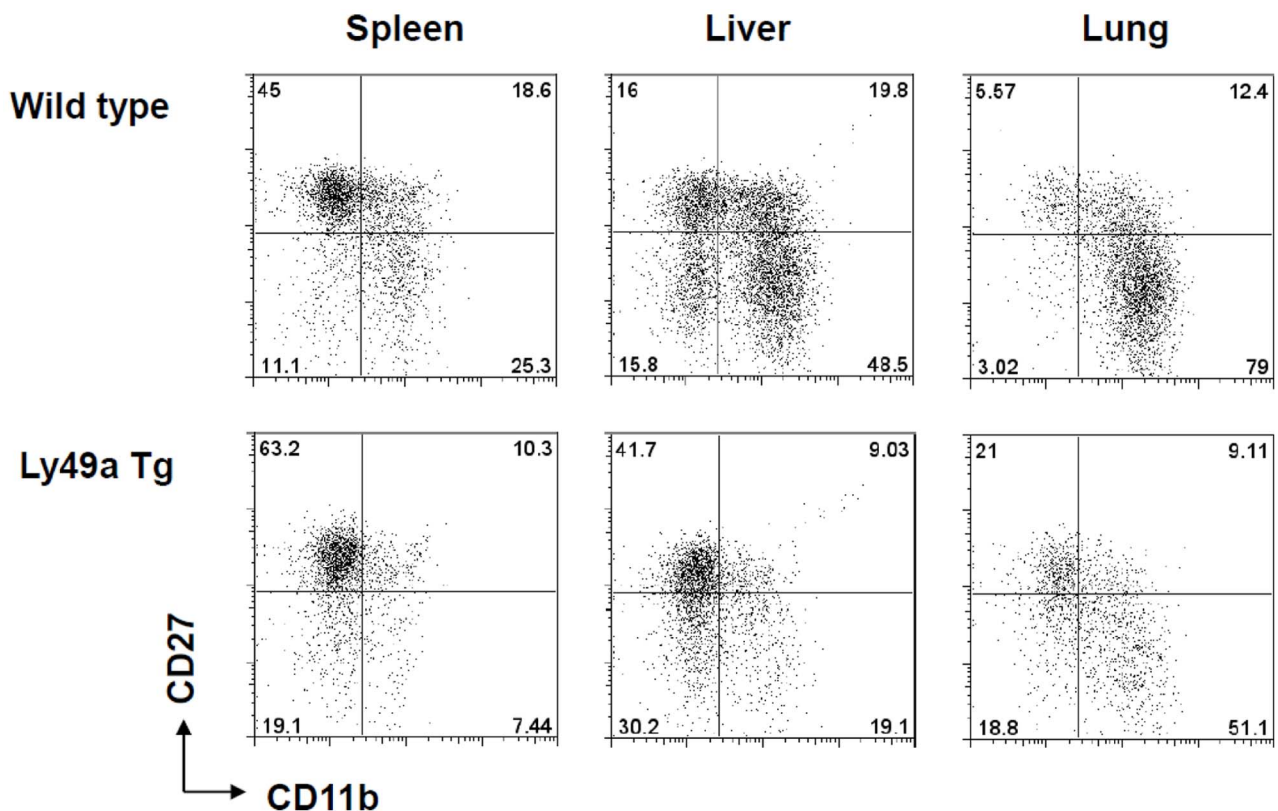 Spleen Liver Lung
Wild type
45 18.6 16 19.8 5.57 12.4
11.1 25.3 15.8 48.5 3.02 79
Ly49a Tg
63.2 10.3 41.7 9.03 21 9.11
19.1 7.44 30.2 19.1 18.8 51.1
CD27
CD11b